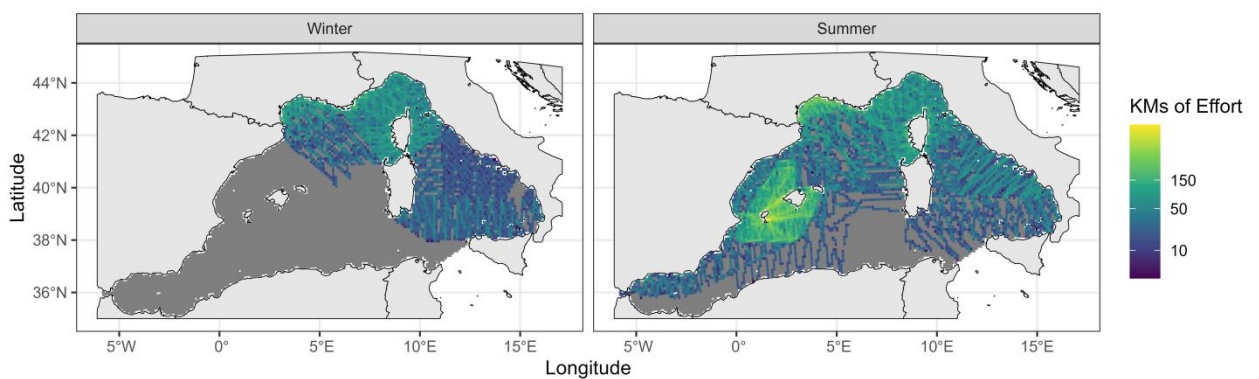 Winter
Summer
44°N
42°N
40°N
38°N
36°N
Latitude
5°W 0° 5°E 10°E 15°E
5°W 0° 5°E 10°E 15°E
Longitude
KMs of Effort
150
50
10